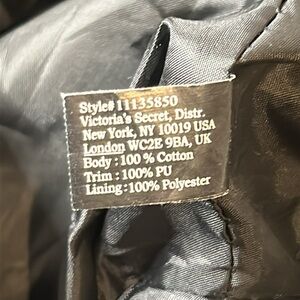 Style# 11135850
Victoria's Secret, Distr.
New York, NY 10019 USA
London WC2E 9BA, UK
Body : 100 % Cotton
Trim : 100% PU
Lining : 100% Polyester